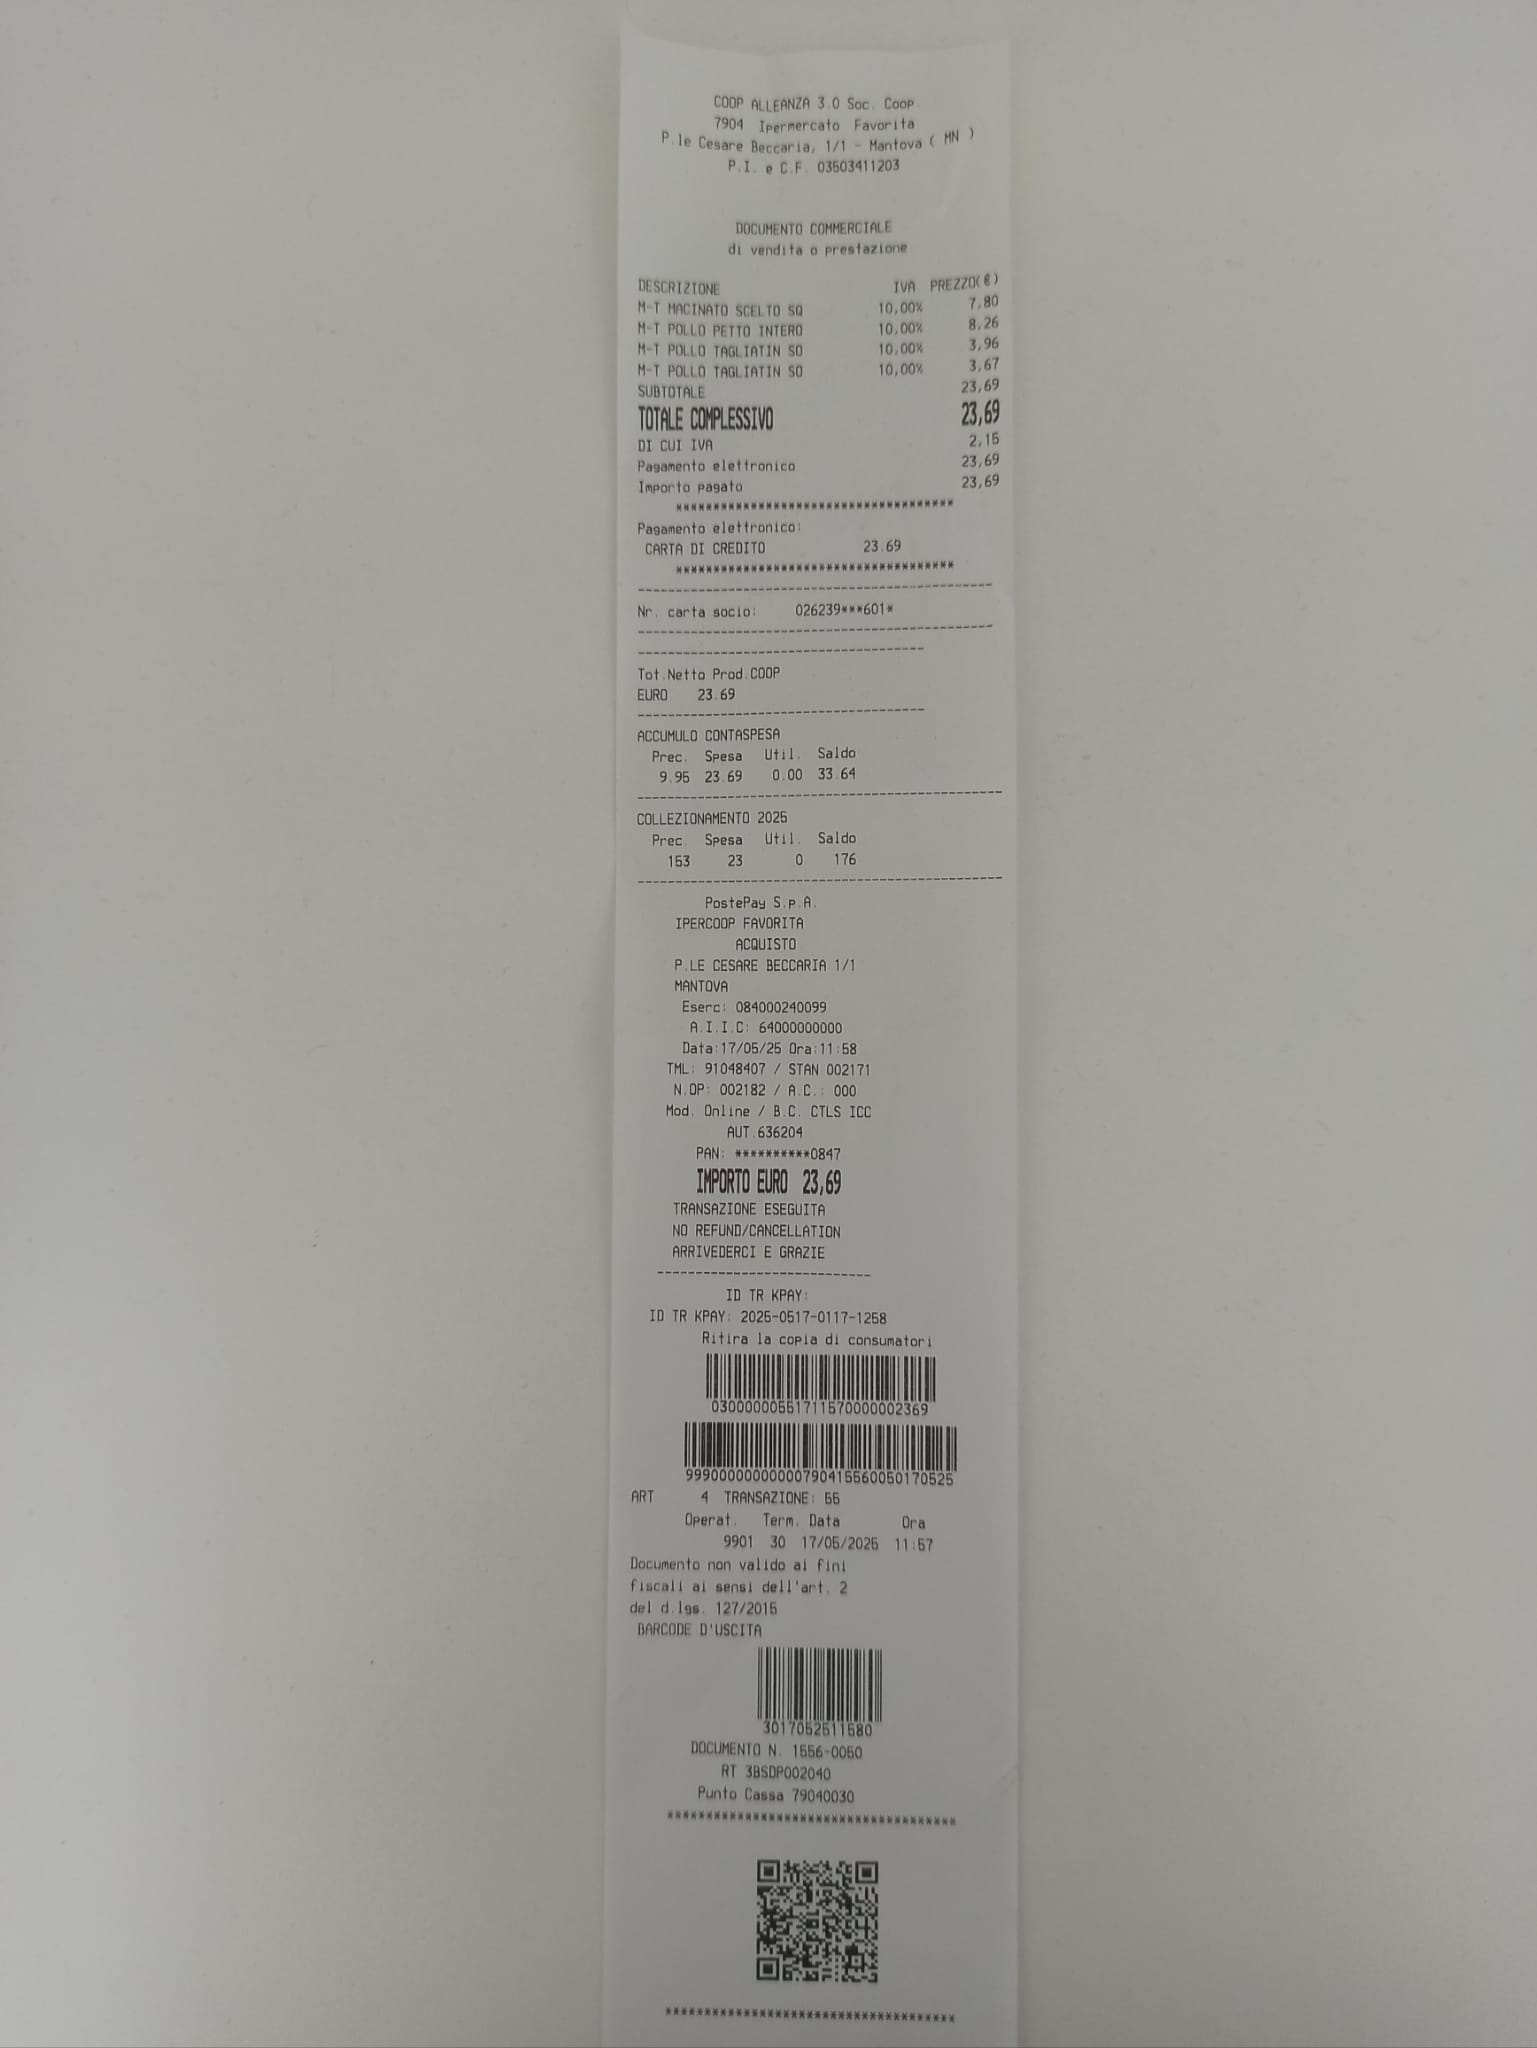 COOP ALLEANZA 3.0 Soc. Coop.
7904 Ipermercato Favorita
P.le Cesare Beccaria, 1/1 - Mantova ( MN )
P.I. e C.F. 03503411203
DOCUMENTO COMMERCIALE
di vendita o prestazione
DESCRIZIONE IVA PREZZO(€)
M-T MACINATO SCELTO SQ 10,00% 7,80
M-T POLLO PETTO INTERO 10,00% 8,26
M-T POLLO TAGLIATIN SO 10,00% 3,96
M-T POLLO TAGLIATIN SO 10,00% 3,67
SUBTOTALE 23,69
TOTALE COMPLESSIVO 23,69
DI CUI IVA 2,15
Pagamento elettronico 23,69
Importo pagato 23,69
*************************************
Pagamento elettronico:
CARTA DI CREDITO 23.69
*************************************
-----------------------------------------------
Nr. carta socio: 026239***601*
-----------------------------------------------
--------------------------------------
Tot.Netto Prod.COOP
EURO 23.69
--------------------------------------
ACCUMULO CONTASPESA
Prec. Spesa Util. Saldo
9.95 23.69 0.00 33.64
------------------------------------------------
COLLEZIONAMENTO 2025
Prec. Spesa Util. Saldo
153 23 0 176
------------------------------------------------
PostePay S.p.A.
IPERCOOP FAVORITA
ACQUISTO
P.LE CESARE BECCARIA 1/1
MANTOVA
Eserc: 084000240099
A.I.I.C: 64000000000
Data:17/05/25 Ora:11:58
TML: 91048407 / STAN 002171
N.OP: 002182 / A.C.: 000
Mod. Online / B.C. CTLS ICC
AUT.636204
PAN: **********0847
IMPORTO EURO 23,69
TRANSAZIONE ESEGUITA
NO REFUND/CANCELLATION
ARRIVEDERCI E GRAZIE
----------------------------
ID TR KPAY:
ID TR KPAY: 2025-0517-0117-1258
Ritira la copia di consumatori
03000000551711570000002369
9990000000000079041556005017​0525
ART 4 TRANSAZIONE: 55
Operat. Term. Data Ora
9901 30 17/05/2025 11:57
Documento non valido ai fini
fiscali ai sensi dell'art. 2
del d.lgs. 127/2015
BARCODE D'USCITA
3017052511580
DOCUMENTO N. 1556-0050
RT 3BSDP002040
Punto Cassa 79040030
**************************************
**************************************